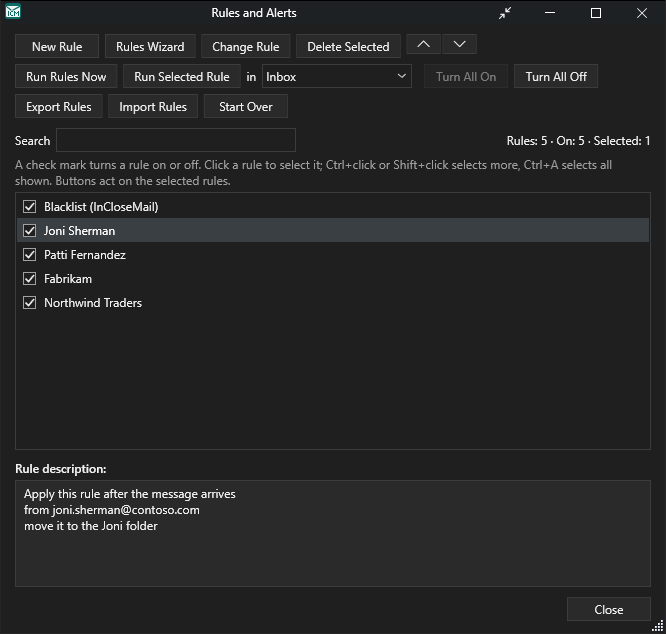 ICM
Rules and Alerts
New Rule
Rules Wizard
Change Rule
Delete Selected
Run Rules Now
Run Selected Rule
in
Inbox
Turn All On
Turn All Off
Export Rules
Import Rules
Start Over
Search
Rules: 5 · On: 5 · Selected: 1
A check mark turns a rule on or off. Click a rule to select it; Ctrl+click or Shift+click selects more, Ctrl+A selects all
shown. Buttons act on the selected rules.
Blacklist (InCloseMail)
Joni Sherman
Patti Fernandez
Fabrikam
Northwind Traders
Rule description:
Apply this rule after the message arrives
from joni.sherman@contoso.com
move it to the Joni folder
Close